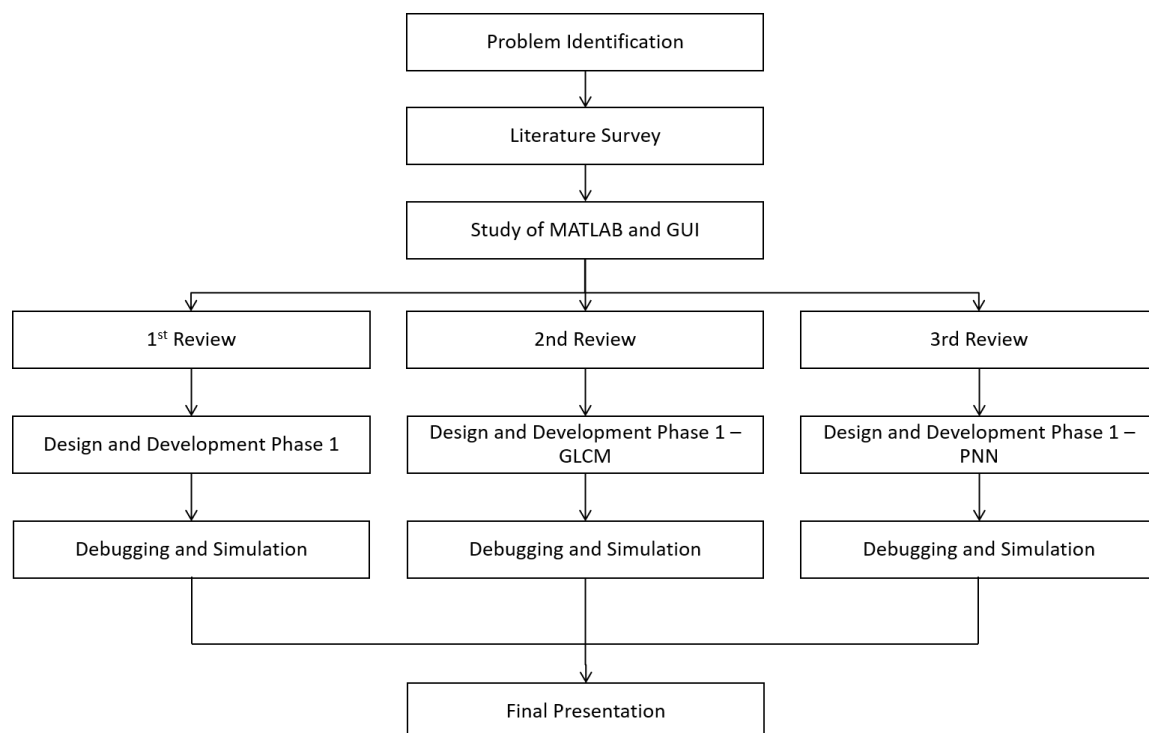 Problem Identification
Literature Survey
Study of MATLAB and GUI
1st Review
2nd Review
3rd Review
Design and Development Phase 1
Design and Development Phase 1 –
GLCM
Design and Development Phase 1 –
PNN
Debugging and Simulation
Debugging and Simulation
Debugging and Simulation
Final Presentation